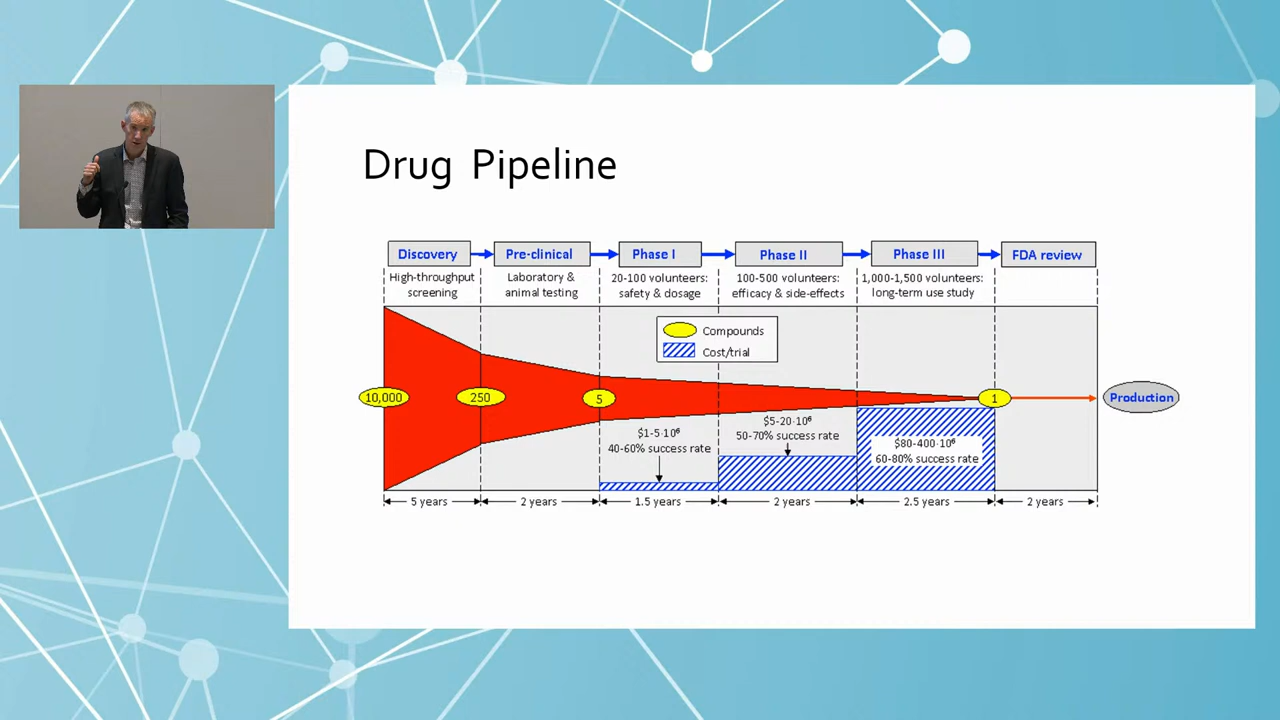 Drug Pipeline
Discovery
Pre-clinical
Phase I
Phase II
Phase III
FDA review
High-throughput
screening
Laboratory &
animal testing
20-100 volunteers:
safety & dosage
100-500 volunteers:
efficacy & side-effects
1,000-1,500 volunteers:
long-term use study
Compounds
Cost/trial
10,000
250
5
1
Production
$1-5·10⁶
40-60% success rate
$5-20·10⁶
50-70% success rate
$80-400·10⁶
60-80% success rate
5 years
2 years
1.5 years
2 years
2.5 years
2 years